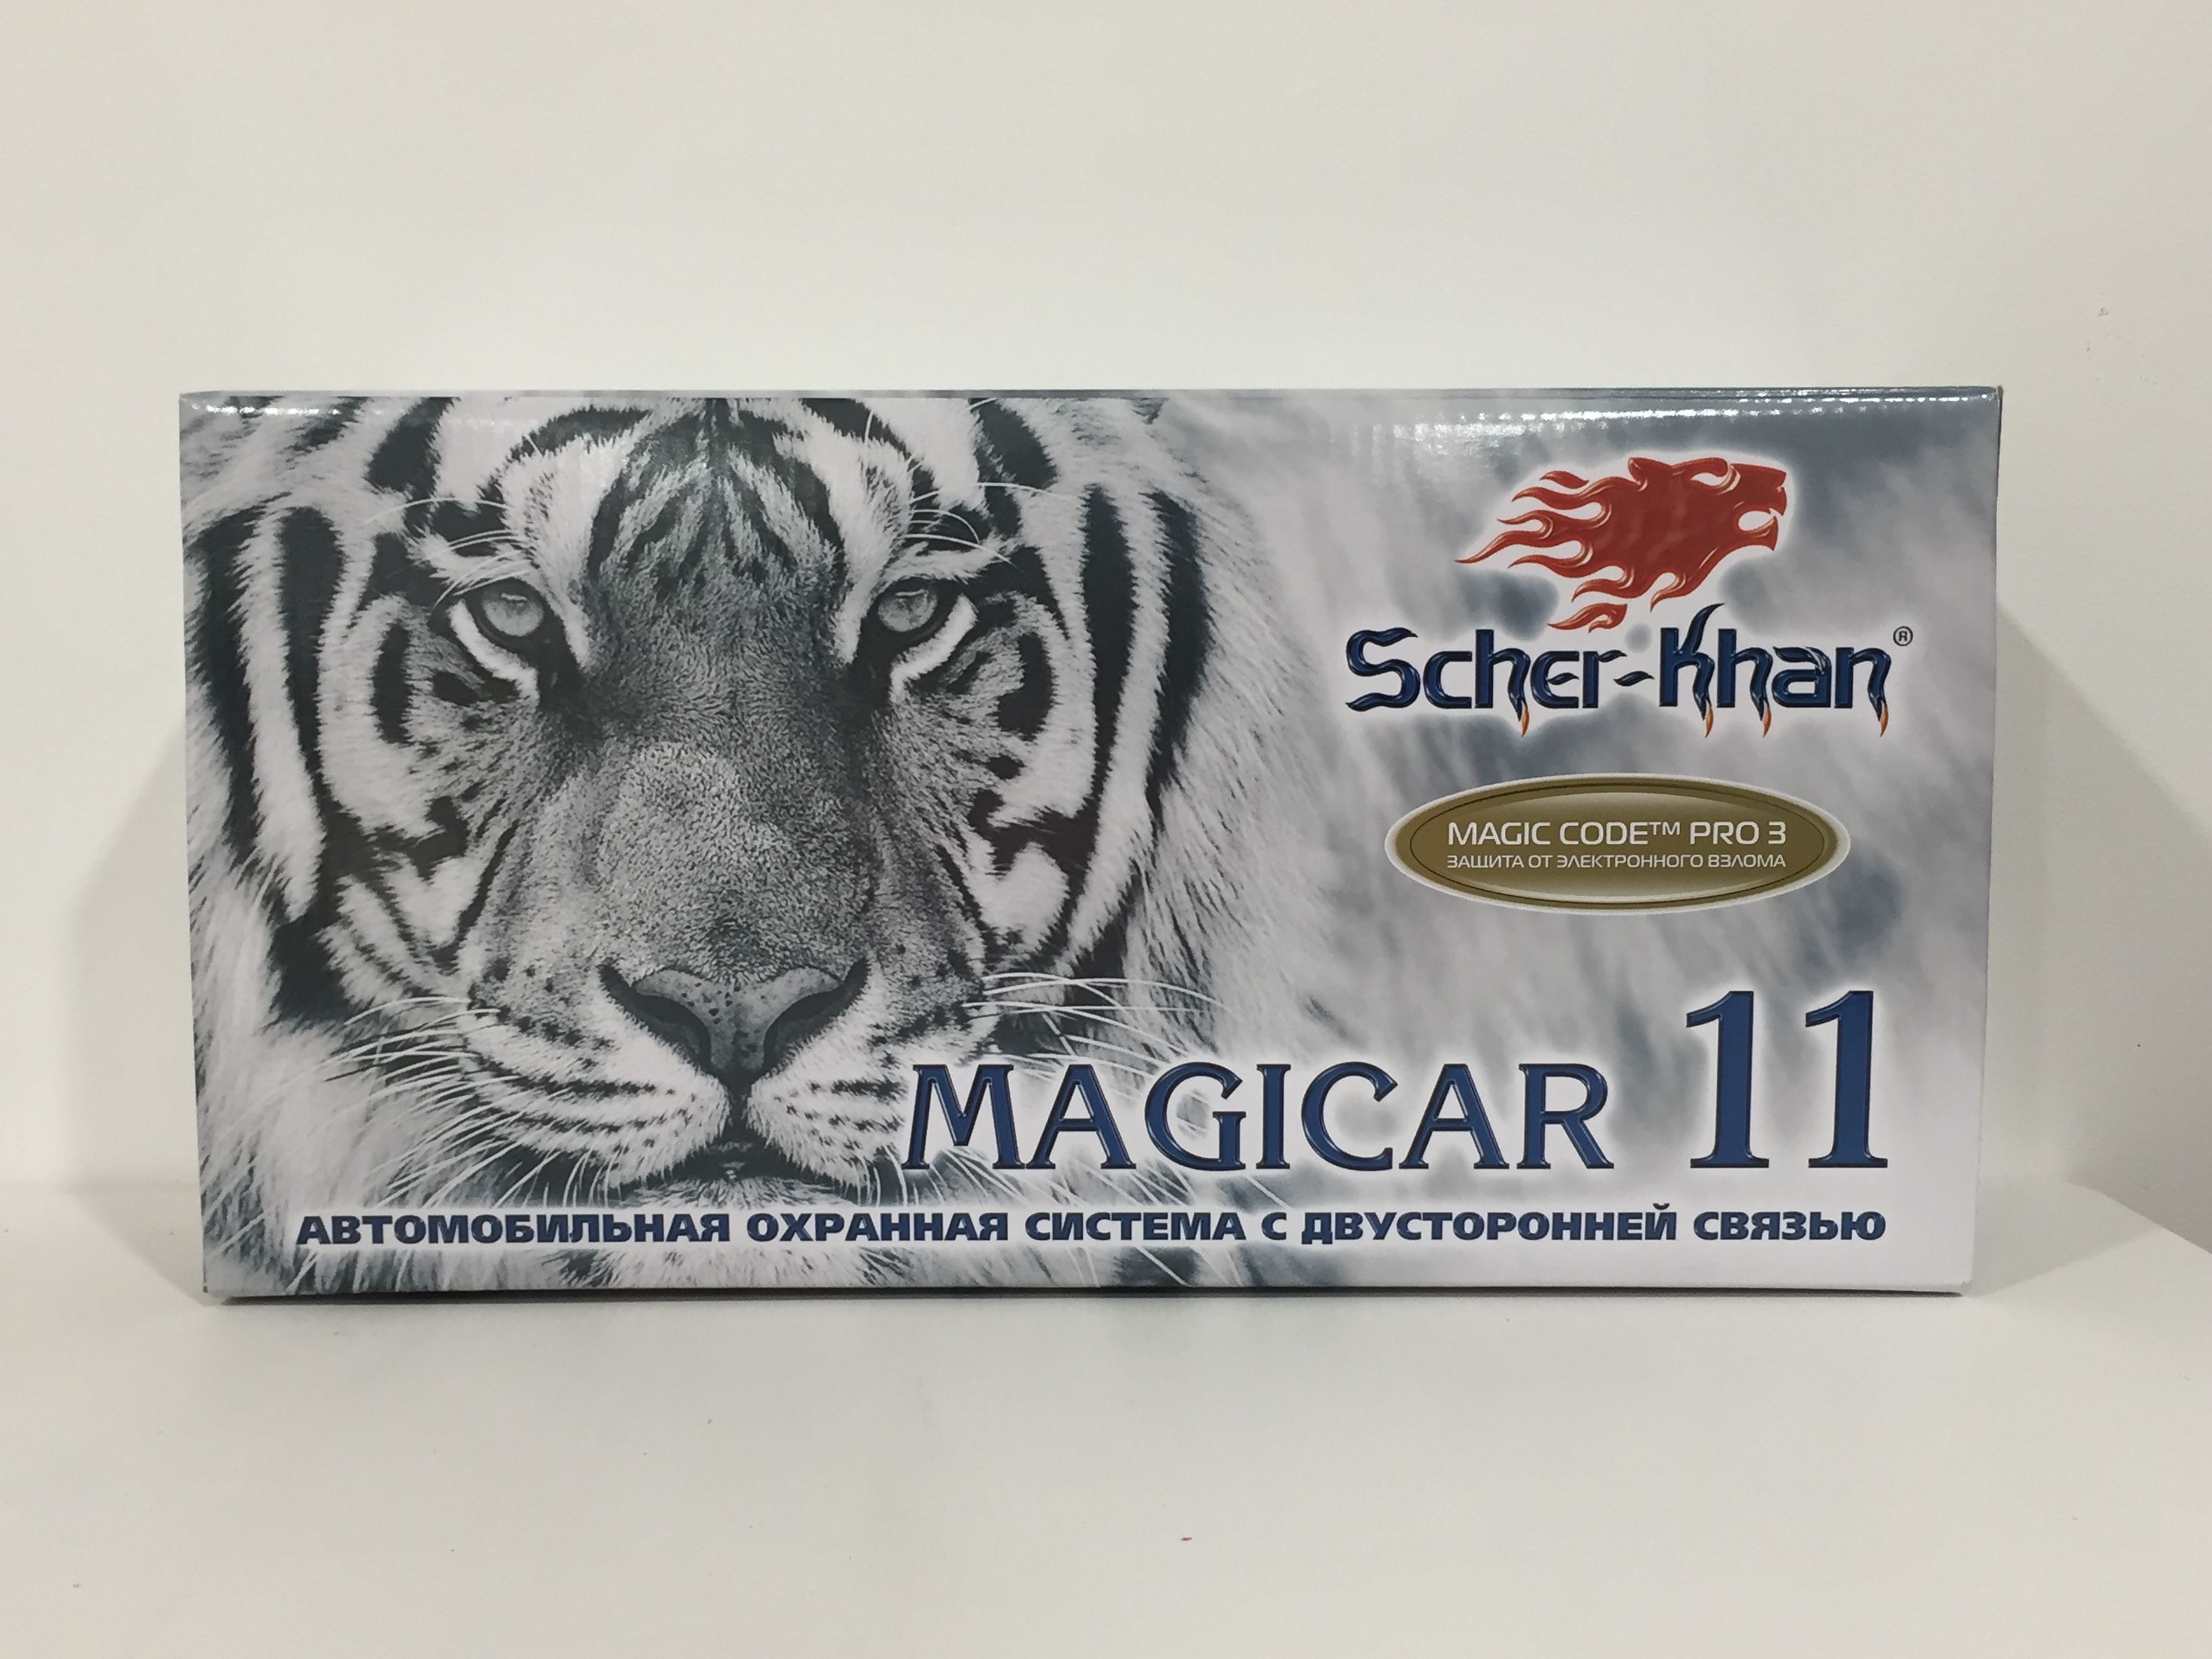 Scher-Khan®
MAGIC CODE™ PRO 3
ЗАЩИТА ОТ ЭЛЕКТРОННОГО ВЗЛОМА
MAGICAR 11
АВТОМОБИЛЬНАЯ ОХРАННАЯ СИСТЕМА С ДВУСТОРОННЕЙ СВЯЗЬЮ